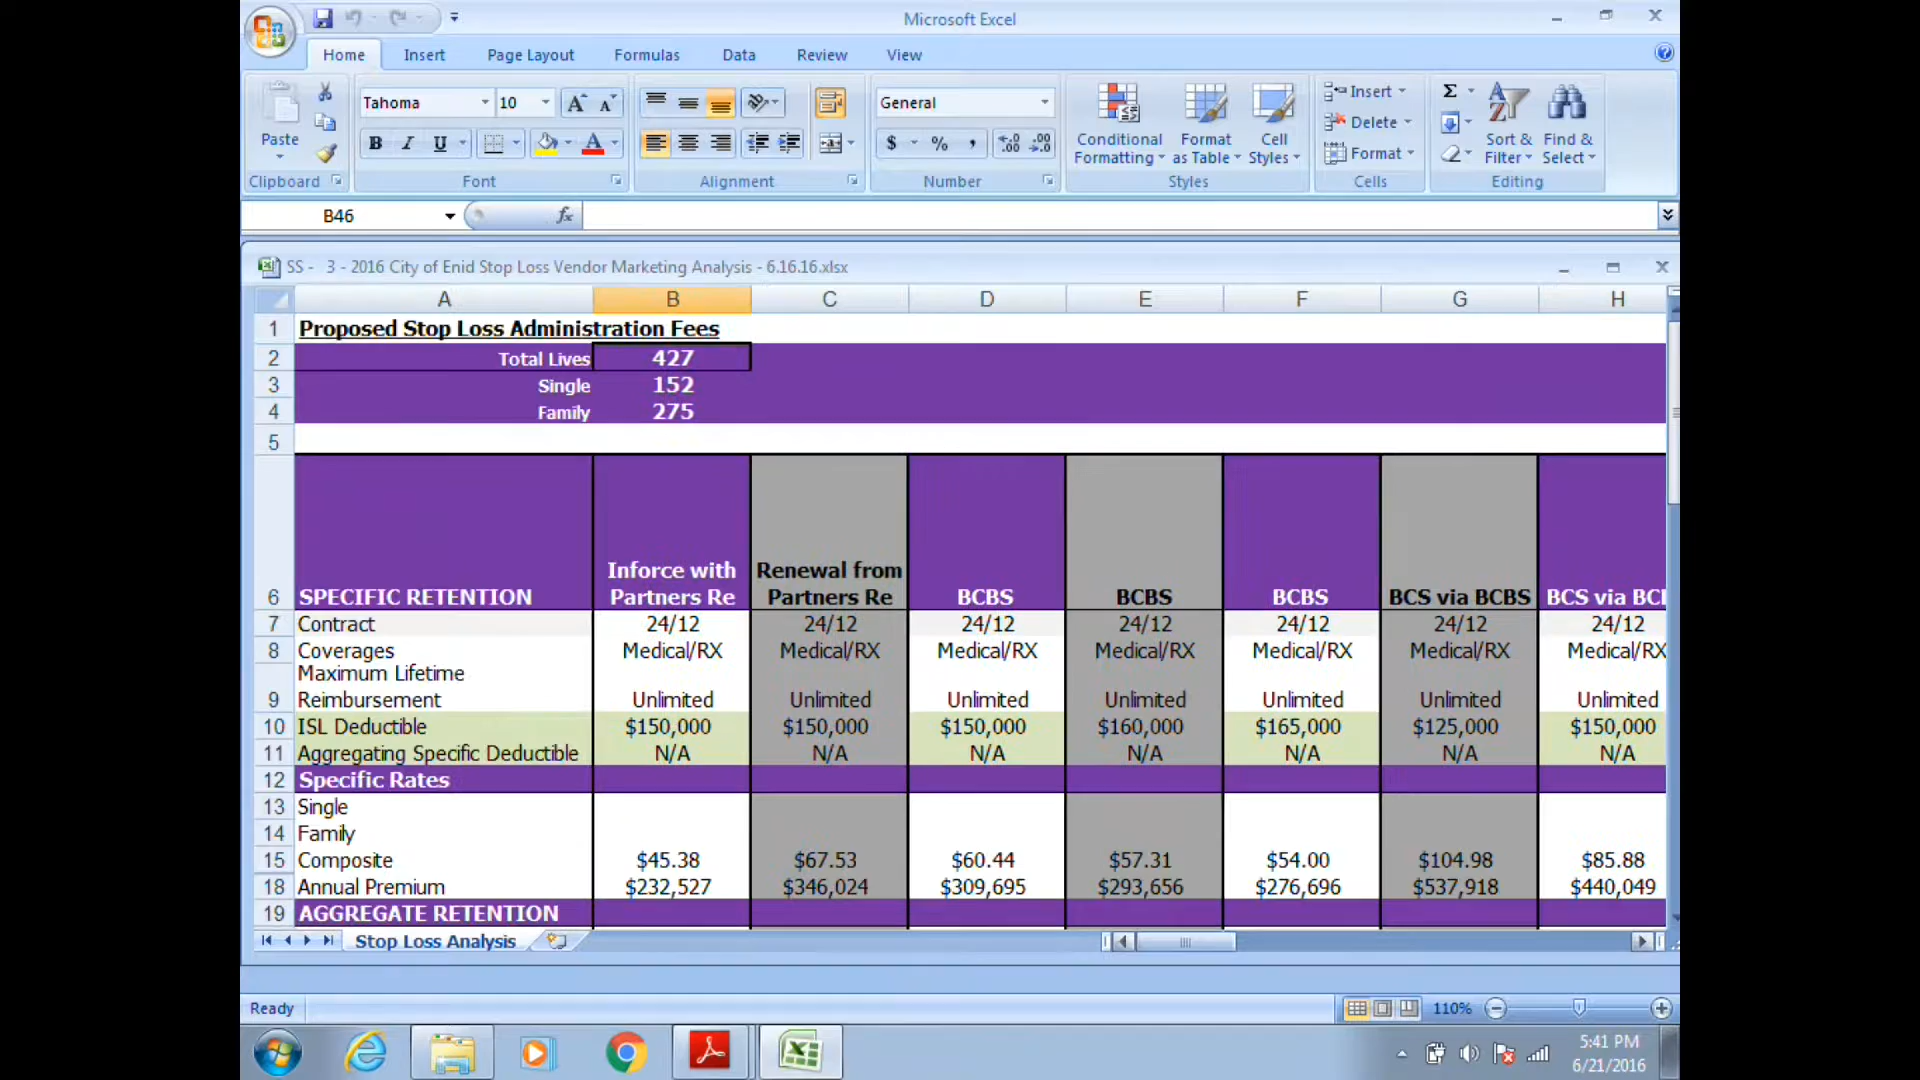 Microsoft Excel
Home Insert Page Layout Formulas Data Review View
Tahoma 10 General
Paste B I U $ % , Conditional Formatting Format as Table Cell Styles Insert Delete Format Σ Sort & Filter Find & Select
Clipboard Font Alignment Number Styles Cells Editing
B46 fx
SS - 3 - 2016 City of Enid Stop Loss Vendor Marketing Analysis - 6.16.16.xlsx
A B C D E F G H
1 Proposed Stop Loss Administration Fees
2 Total Lives 427
3 Single 152
4 Family 275
5
Inforce with Renewal from
6 SPECIFIC RETENTION Partners Re Partners Re BCBS BCBS BCBS BCS via BCBS BCS via BCI
7 Contract 24/12 24/12 24/12 24/12 24/12 24/12 24/12
8 Coverages Medical/RX Medical/RX Medical/RX Medical/RX Medical/RX Medical/RX Medical/RX
Maximum Lifetime
9 Reimbursement Unlimited Unlimited Unlimited Unlimited Unlimited Unlimited Unlimited
10 ISL Deductible $150,000 $150,000 $150,000 $160,000 $165,000 $125,000 $150,000
11 Aggregating Specific Deductible N/A N/A N/A N/A N/A N/A N/A
12 Specific Rates
13 Single
14 Family
15 Composite $45.38 $67.53 $60.44 $57.31 $54.00 $104.98 $85.88
18 Annual Premium $232,527 $346,024 $309,695 $293,656 $276,696 $537,918 $440,049
19 AGGREGATE RETENTION
Stop Loss Analysis
Ready 110%
5:41 PM
6/21/2016